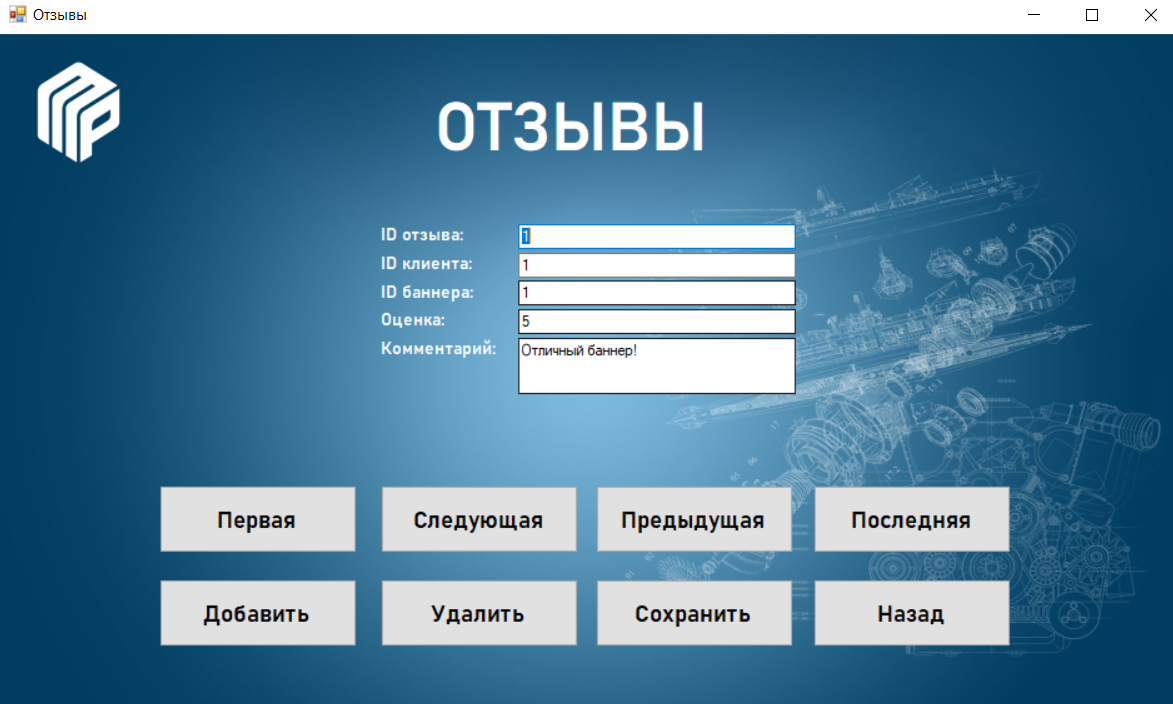 Отзывы
ОТЗЫВЫ
ID отзыва: 1
ID клиента: 1
ID баннера: 1
Оценка: 5
Комментарий: Отличный баннер!
Первая Следующая Предыдущая Последняя
Добавить Удалить Сохранить Назад